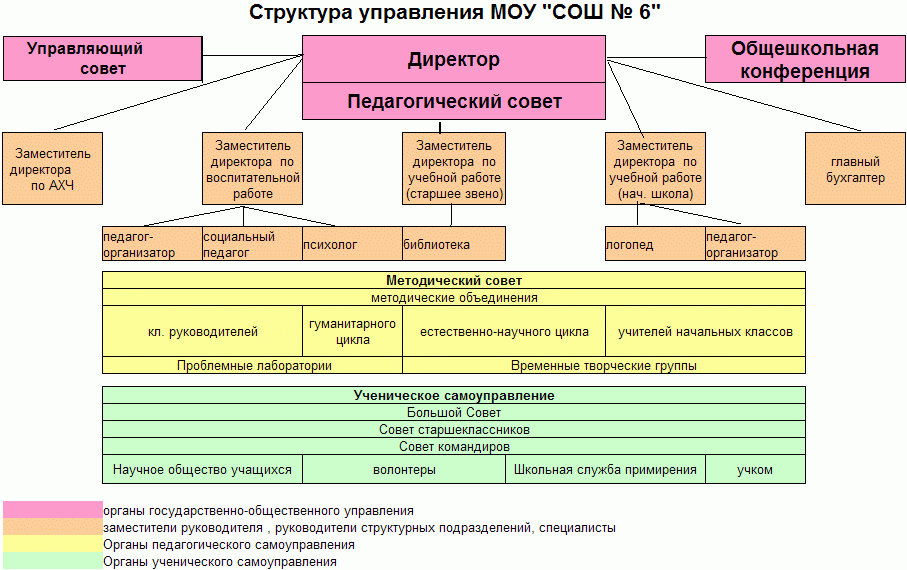 Структура управления МОУ "СОШ № 6"
Управляющий
совет
Директор
Общешкольная
конференция
Педагогический совет
Заместитель
директора
по АХЧ
Заместитель
директора по
воспитательной
работе
Заместитель
директора по
учебной работе
(старшее звено)
Заместитель
директора по
учебной работе
(нач. школа)
главный
бухгалтер
педагог-
организатор
социальный
педагог
психолог
библиотека
логопед
педагог-
организатор
Методический совет
методические объединения
кл. руководителей
гуманитарного
цикла
естественно-научного цикла
учителей начальных классов
Проблемные лаборатории
Временные творческие группы
Ученическое самоуправление
Большой Совет
Совет старшеклассников
Совет командиров
Научное общество учащихся
волонтеры
Школьная служба примирения
учком
органы государственно-общественного управления
заместители руководителя , руководители структурных подразделений, специалисты
Органы педагогического самоуправления
Органы ученического самоуправления